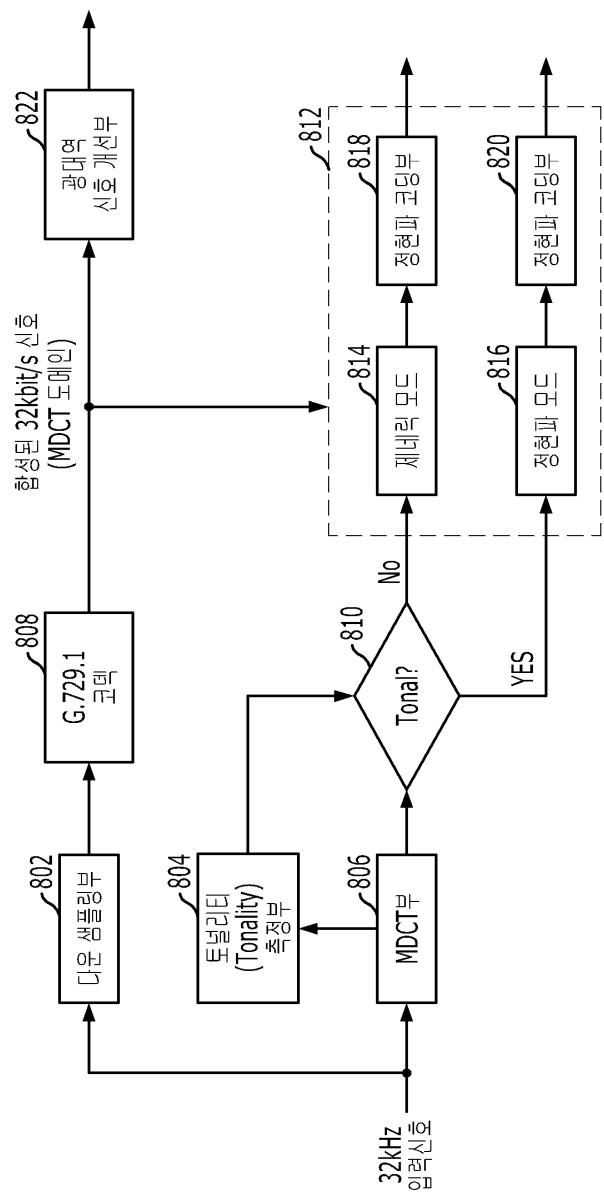 32kHz
입력신호
802
다운 샘플링부
808
G.729.1
코덱
합성된 32kbit/s 신호
(MDCT 도메인)
822
광대역
신호 개선부
804
토널리티
(Tonality)
측정부
806
MDCT부
810
Tonal?
No
YES
812
814
제네릭 모드
818
정현파 코딩부
816
정현파 모드
820
정현파 코딩부